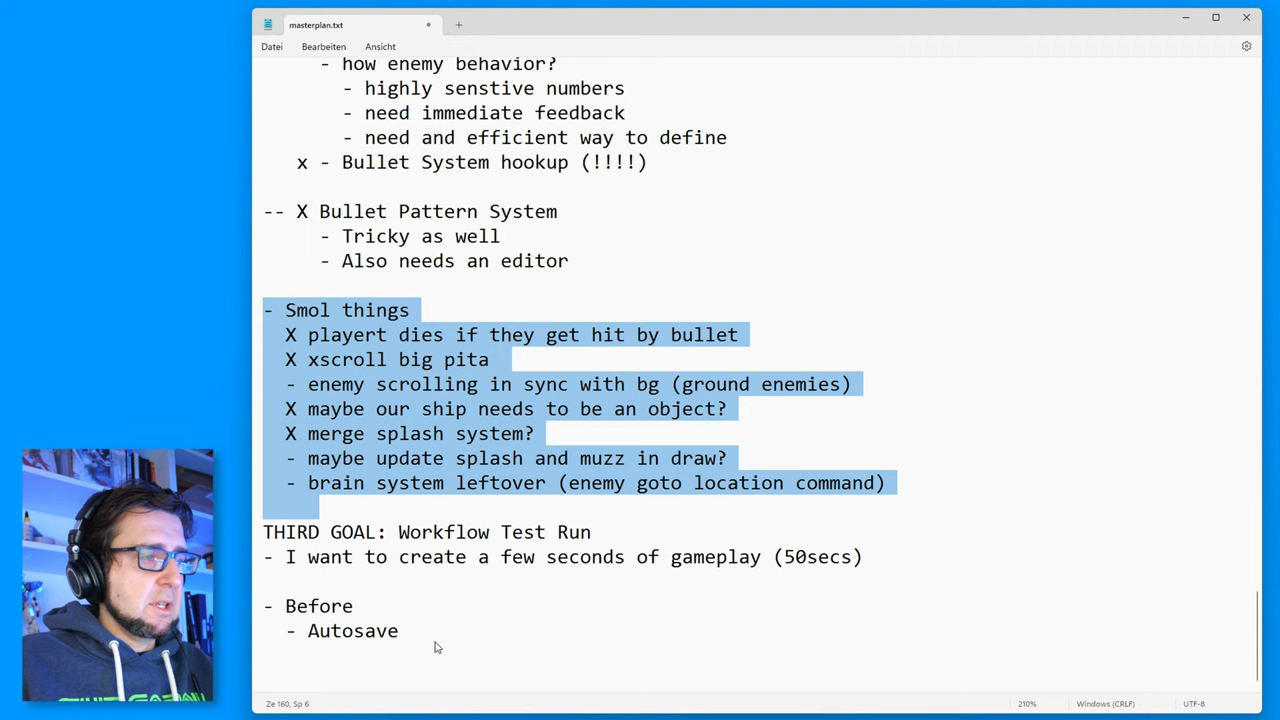 masterplan.txt
Datei Bearbeiten Ansicht
- how enemy behavior?
- highly senstive numbers
- need immediate feedback
- need and efficient way to define
x - Bullet System hookup (!!!!)
-- X Bullet Pattern System
- Tricky as well
- Also needs an editor
- Smol things
X playert dies if they get hit by bullet
X xscroll big pita
- enemy scrolling in sync with bg (ground enemies)
X maybe our ship needs to be an object?
X merge splash system?
- maybe update splash and muzz in draw?
- brain system leftover (enemy goto location command)
THIRD GOAL: Workflow Test Run
- I want to create a few seconds of gameplay (50secs)
- Before
- Autosave
Ze 160, Sp 6 210% Windows (CRLF) UTF-8